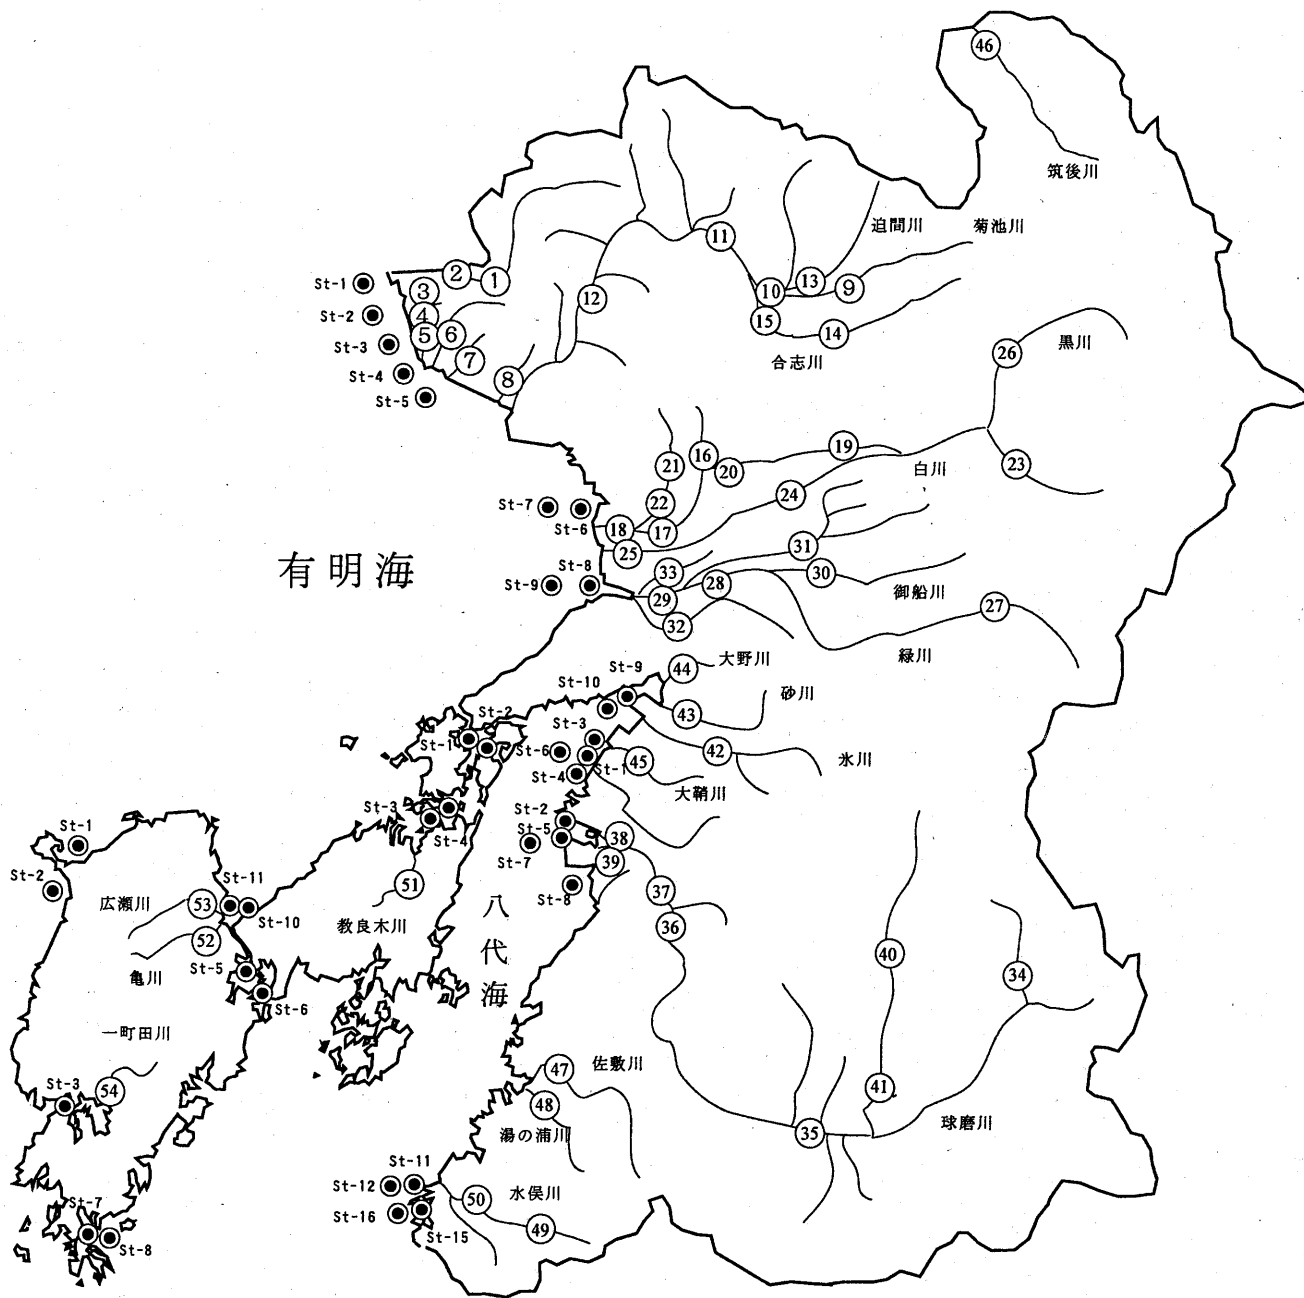 46
筑後川
迫間川
菊池川
11
St-1
2
1
13
10
9
3
12
St-2
4
15
5
6
14
St-3
合志川
黒川
26
7
St-4
8
St-5
19
16
21
20
白川
23
24
St-7
22
St-6
18
17
25
31
有明海
33
30
St-9
St-8
28
御船川
29
27
32
緑川
大野川
St-9
44
St-10
砂川
St-2
43
St-3
St-1
St-6
42
氷川
St-1
45
St-4
大鞘川
St-3
St-2
St-4
St-5
38
St-1
St-7
39
St-2
51
St-8
37
St-11
広瀬川
53
八代海
St-10
教良木川
36
52
40
亀川
St-5
34
St-6
一町田川
佐敷川
47
54
41
St-3
48
湯の浦川
35
球磨川
St-11
St-12
水俣川
50
St-7
St-16
49
St-15
St-8